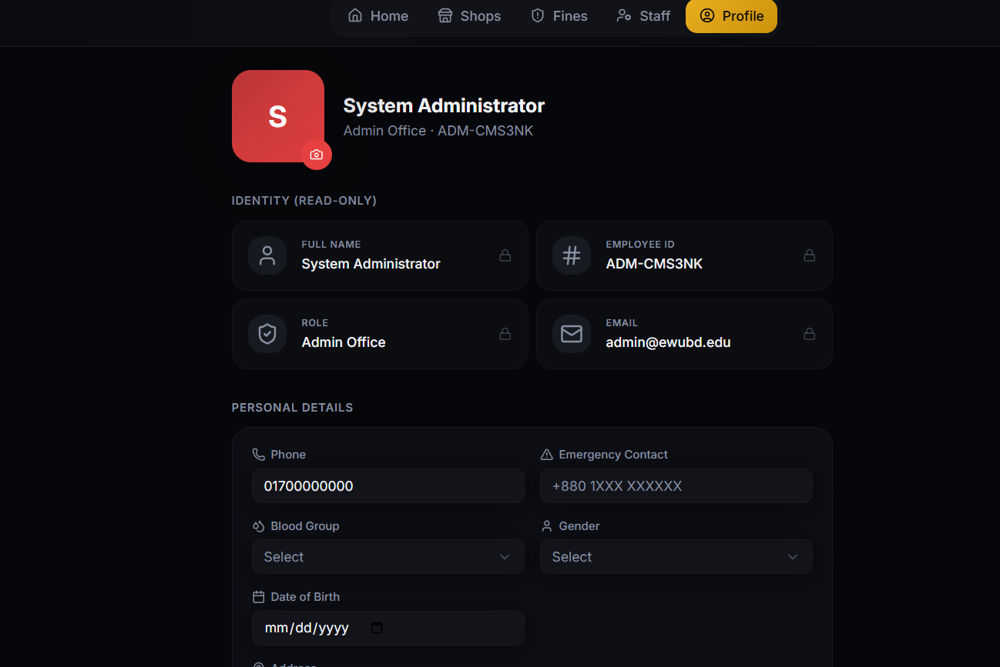 Home Shops Fines Staff Profile
S
System Administrator
Admin Office · ADM-CMS3NK
IDENTITY (READ-ONLY)
FULL NAME
System Administrator
EMPLOYEE ID
ADM-CMS3NK
ROLE
Admin Office
EMAIL
admin@ewubd.edu
PERSONAL DETAILS
Phone
01700000000
Emergency Contact
+880 1XXX XXXXXX
Blood Group
Select
Gender
Select
Date of Birth
mm/dd/yyyy
Address